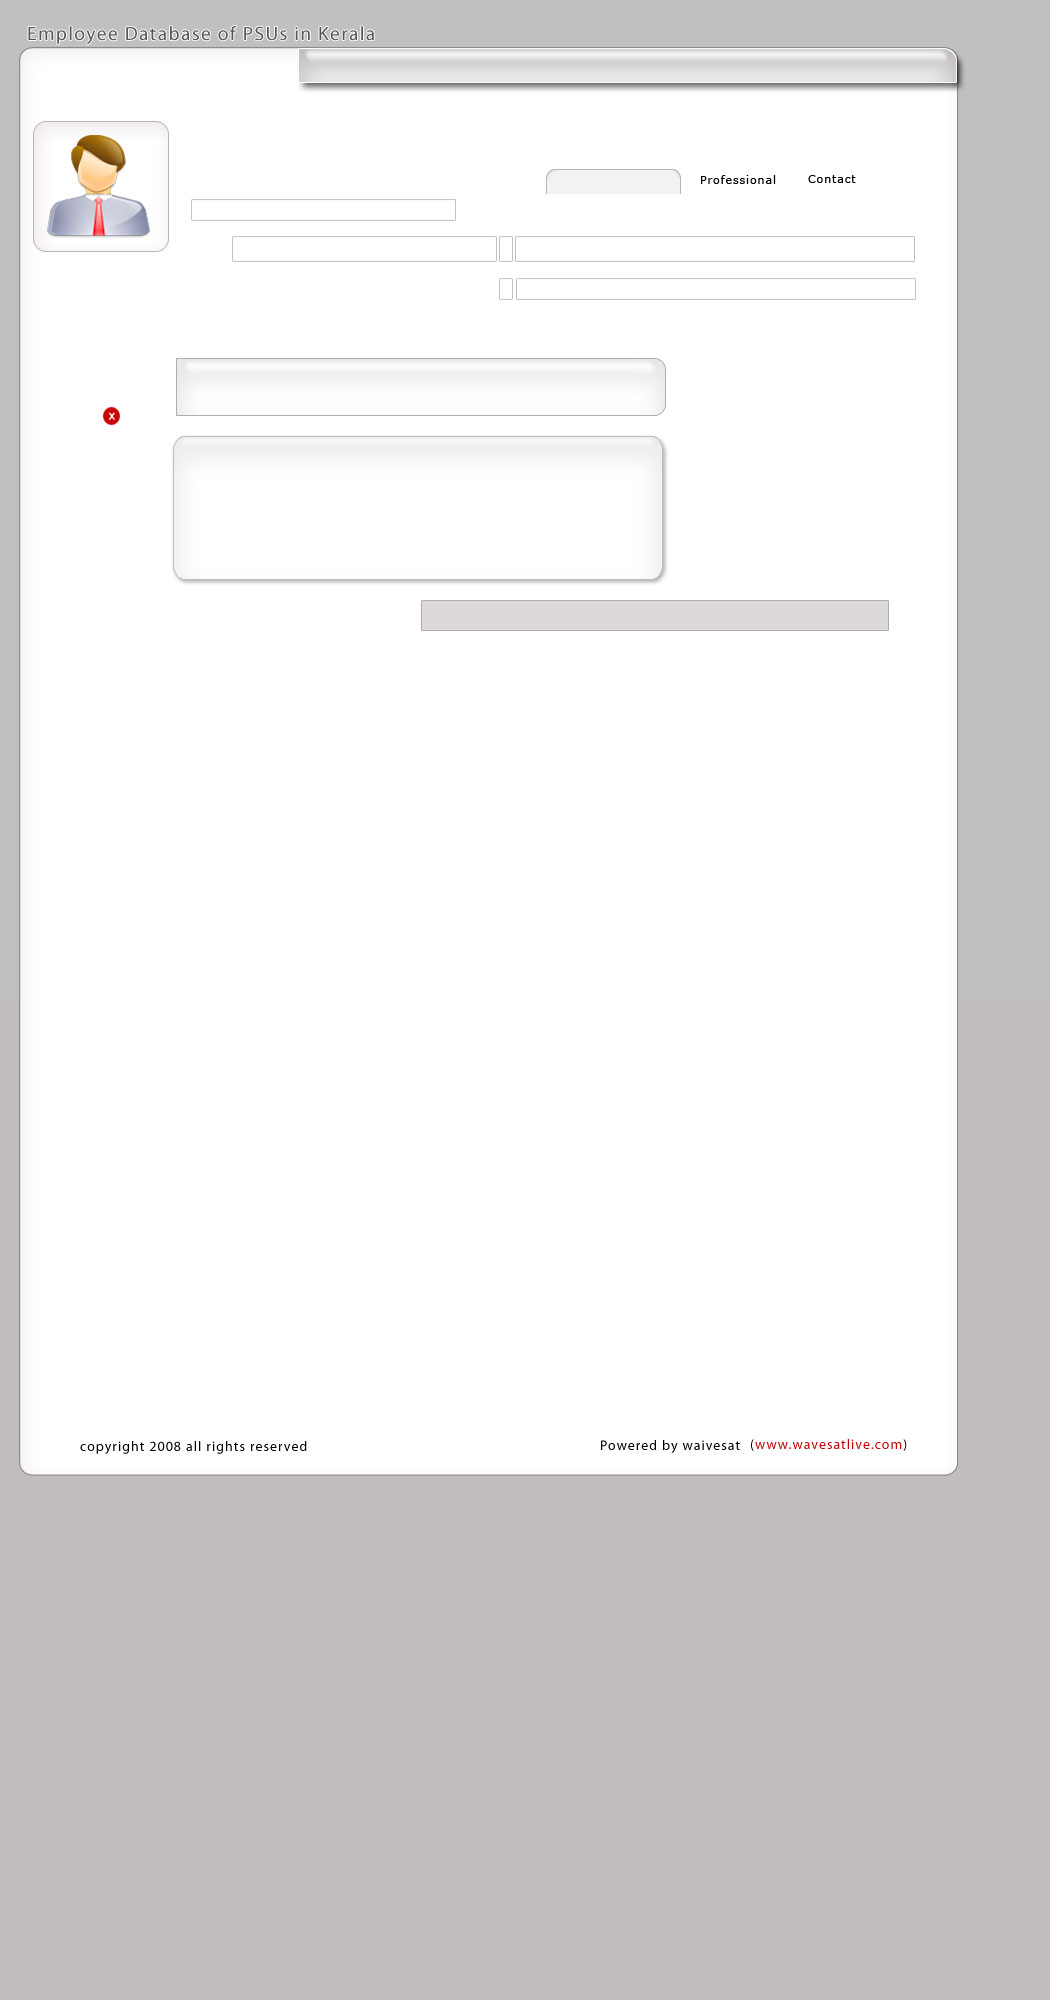 Employee Database of PSUs in Kerala
Professional
Contact
x
copyright 2008 all rights reserved
Powered by waivesat (www.wavesatlive.com)